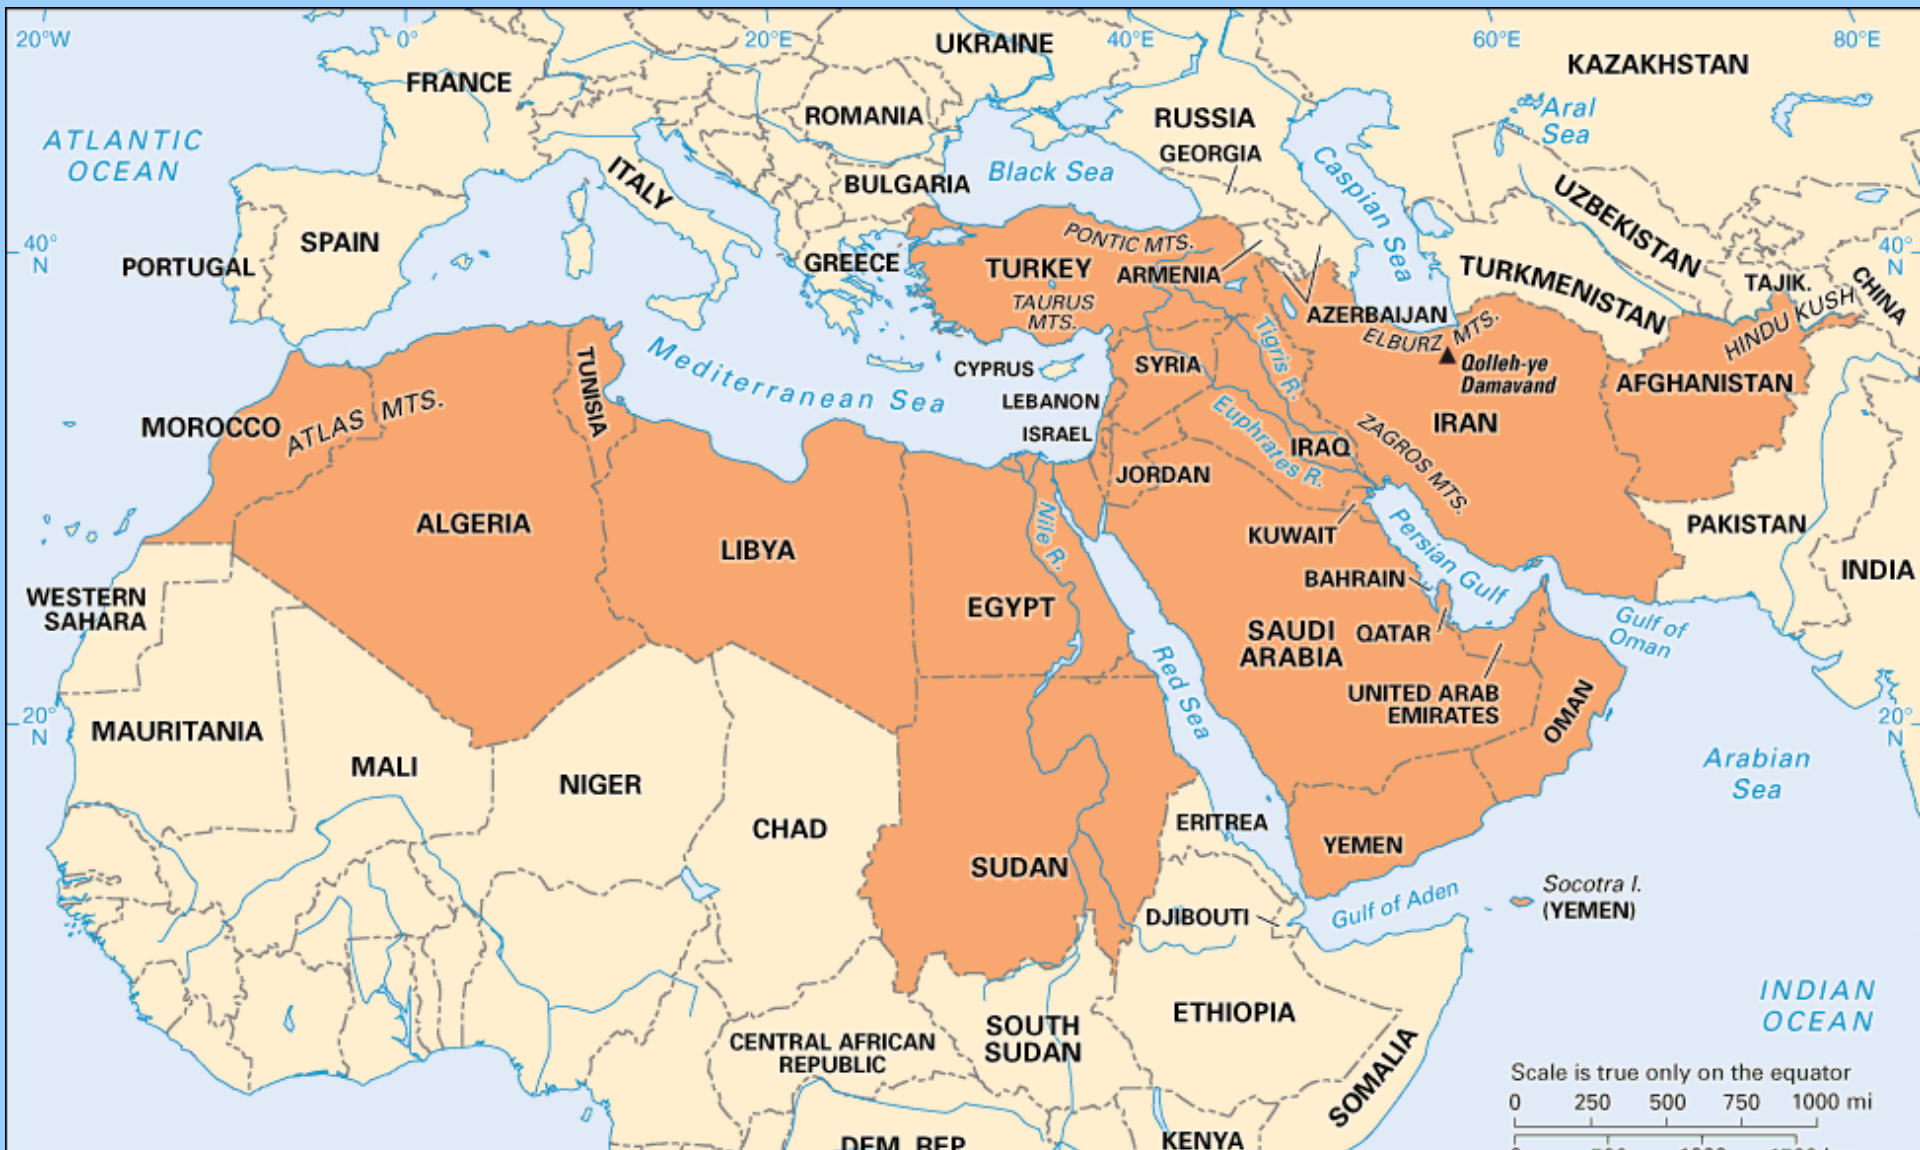 20°W
0°
20°E
40°E
60°E
80°E
UKRAINE
KAZAKHSTAN
FRANCE
ROMANIA
RUSSIA
GEORGIA
Aral
Sea
ATLANTIC
OCEAN
ITALY
BULGARIA
Black Sea
Caspian Sea
UZBEKISTAN
40°
N
PORTUGAL
SPAIN
GREECE
PONTIC MTS.
TURKEY
ARMENIA
TAURUS
MTS.
AZERBAIJAN
TURKMENISTAN
TAJIK.
CHINA
40°
N
HINDU KUSH
ELBURZ MTS.
Qolleh-ye
Damavand
AFGHANISTAN
TUNISIA
Mediterranean Sea
CYPRUS
SYRIA
Tigris R.
LEBANON
ISRAEL
MOROCCO
ATLAS MTS.
Euphrates R.
IRAQ
IRAN
ZAGROS MTS.
JORDAN
ALGERIA
LIBYA
Nile R.
KUWAIT
Persian Gulf
PAKISTAN
INDIA
WESTERN
SAHARA
EGYPT
BAHRAIN
SAUDI
ARABIA
QATAR
Gulf of
Oman
Red Sea
UNITED ARAB
EMIRATES
OMAN
20°
N
MAURITANIA
MALI
NIGER
20°
N
Arabian
Sea
CHAD
ERITREA
YEMEN
SUDAN
DJIBOUTI
Gulf of Aden
Socotra I.
(YEMEN)
INDIAN
OCEAN
ETHIOPIA
SOUTH
SUDAN
CENTRAL AFRICAN
REPUBLIC
SOMALIA
Scale is true only on the equator
0 250 500 750 1000 mi
DEM. REP.
KENYA